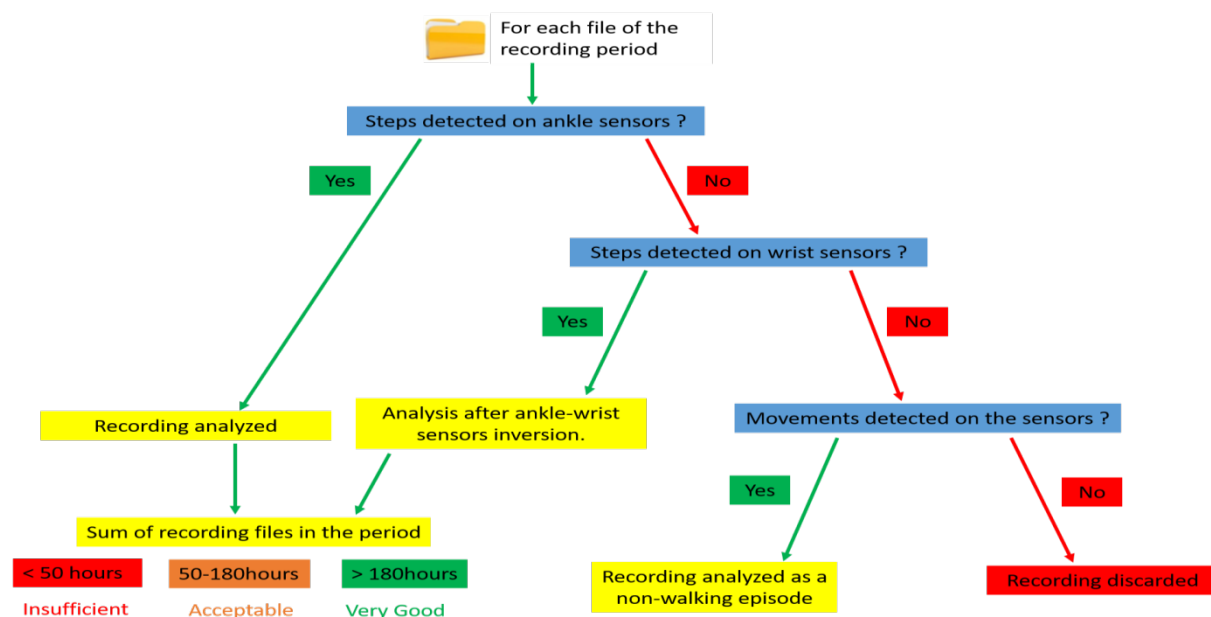 For each file of the
recording period
Steps detected on ankle sensors ?
Yes
No
Steps detected on wrist sensors ?
Yes
No
Recording analyzed
Analysis after ankle-wrist
sensors inversion.
Movements detected on the sensors ?
Yes
No
Sum of recording files in the period
< 50 hours
50-180hours
> 180hours
Insufficient
Acceptable
Very Good
Recording analyzed as a
non-walking episode
Recording discarded